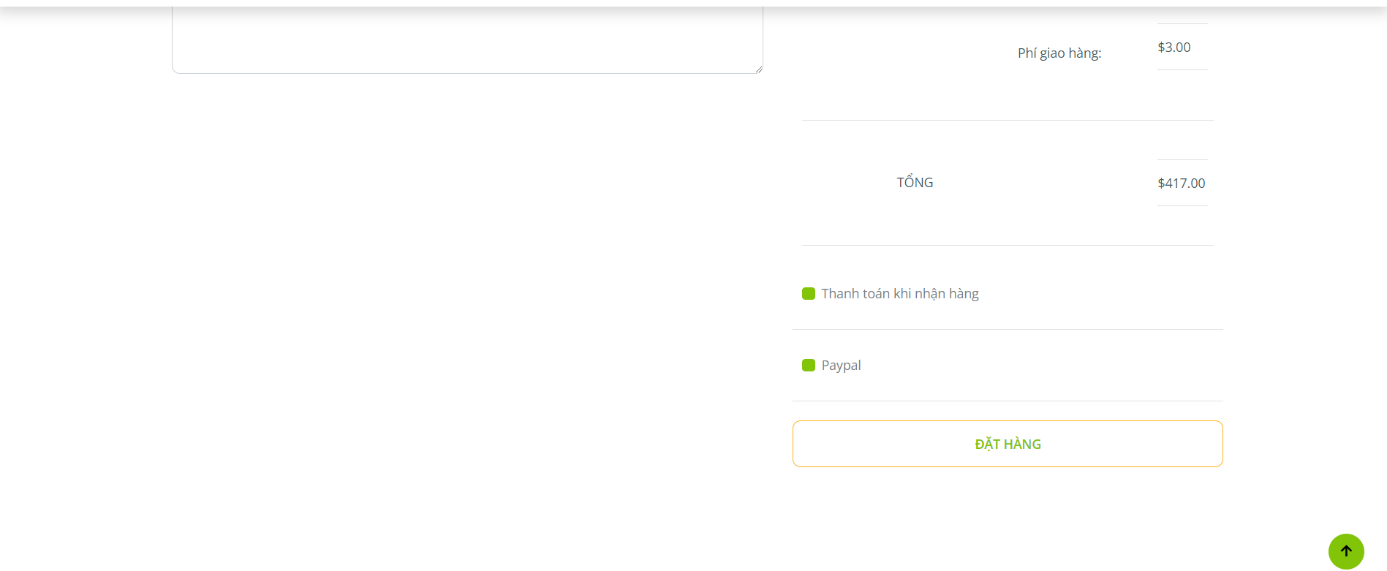 Phí giao hàng: $3.00
TỔNG $417.00
Thanh toán khi nhận hàng
Paypal
ĐẶT HÀNG